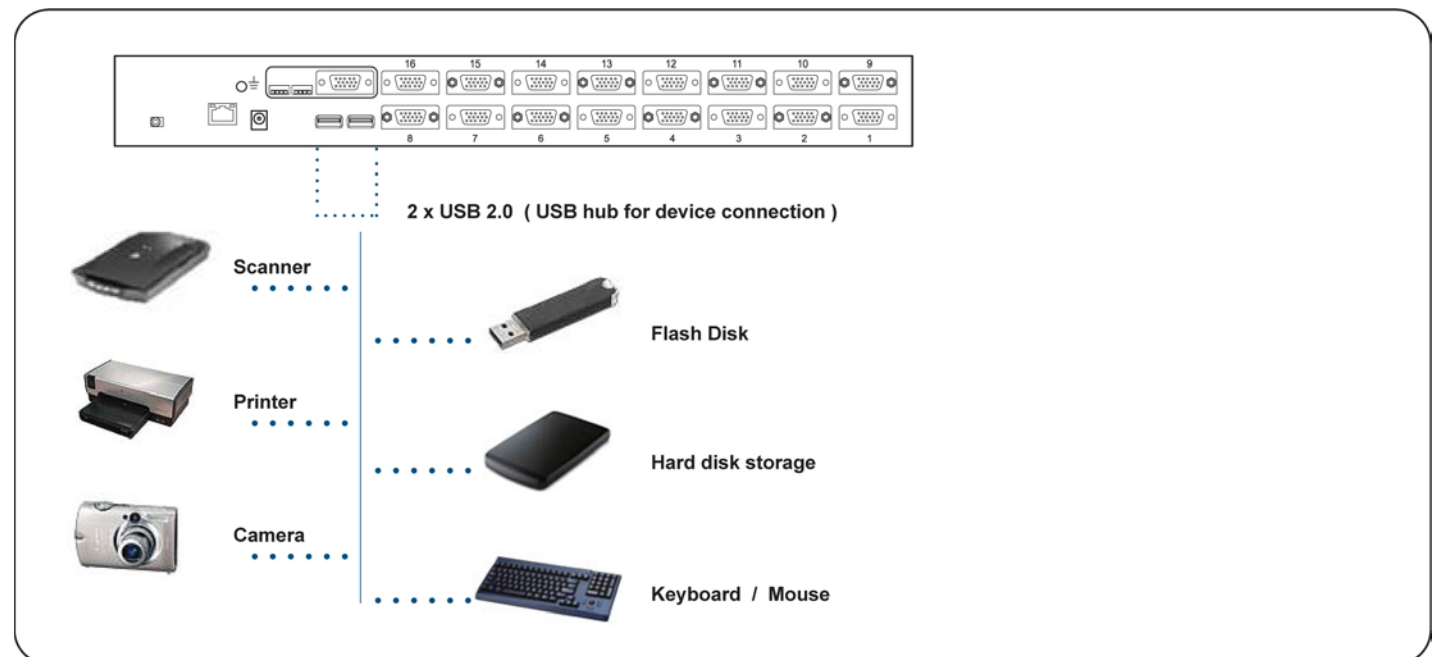 16 15 14 13 12 11 10 9
8 7 6 5 4 3 2 1
2 x USB 2.0 ( USB hub for device connection )
Scanner
Flash Disk
Printer
Hard disk storage
Camera
Keyboard / Mouse